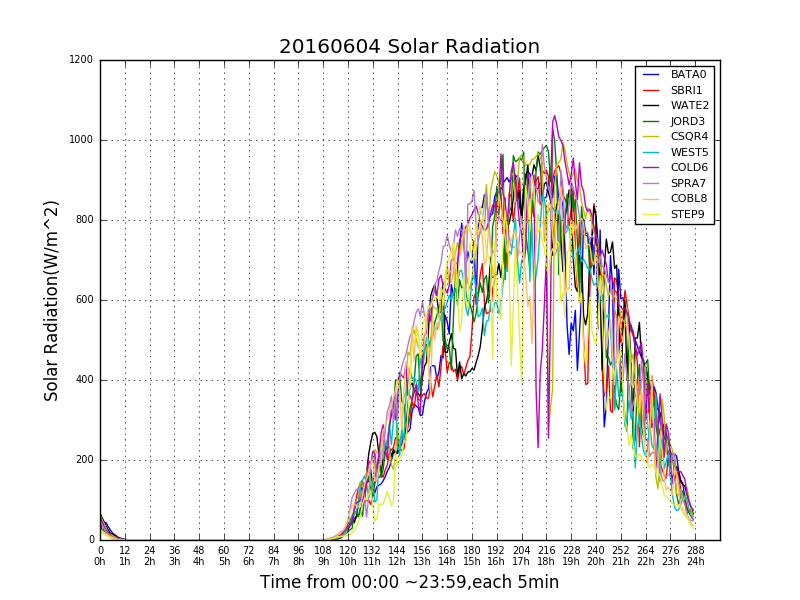 20160604 Solar Radiation
1200
1000
800
600
400
200
0
Solar Radiation(W/m^2)
BATA0
SBRI1
WATE2
JORD3
CSQR4
WEST5
COLD6
SPRA7
COBL8
STEP9
0 12 24 36 48 60 72 84 96 108 120 132 144 156 168 180 192 204 216 228 240 252 264 276 288
0h 1h 2h 3h 4h 5h 6h 7h 8h 9h 10h 11h 12h 13h 14h 15h 16h 17h 18h 19h 20h 21h 22h 23h 24h
Time from 00:00 ~23:59,each 5min